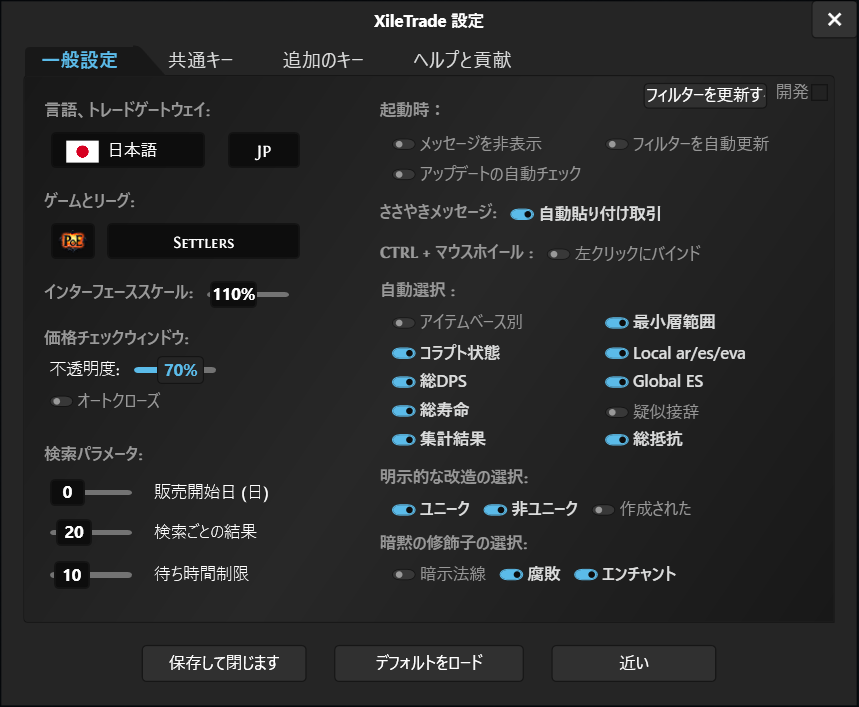 XileTrade 設定
一般設定 共通キー 追加のキー ヘルプと貢献
フィルターを更新す 開発
言語、トレードゲートウェイ:
日本語 JP
ゲームとリーグ:
PoE SETTLERS
インターフェーススケール: 110%
価格チェックウィンドウ:
不透明度: 70%
オートクローズ
検索パラメータ:
0 販売開始日 (日)
20 検索ごとの結果
10 待ち時間制限
起動時：
メッセージを非表示 フィルターを自動更新
アップデートの自動チェック
ささやきメッセージ: 自動貼り付け取引
CTRL + マウスホイール： 左クリックにバインド
自動選択：
アイテムベース別 最小層範囲
コラプト状態 Local ar/es/eva
総DPS Global ES
総寿命 疑似接辞
集計結果 総抵抗
明示的な改造の選択:
ユニーク 非ユニーク 作成された
暗黙の修飾子の選択:
暗示法線 腐敗 エンチャント
保存して閉じます デフォルトをロード 近い